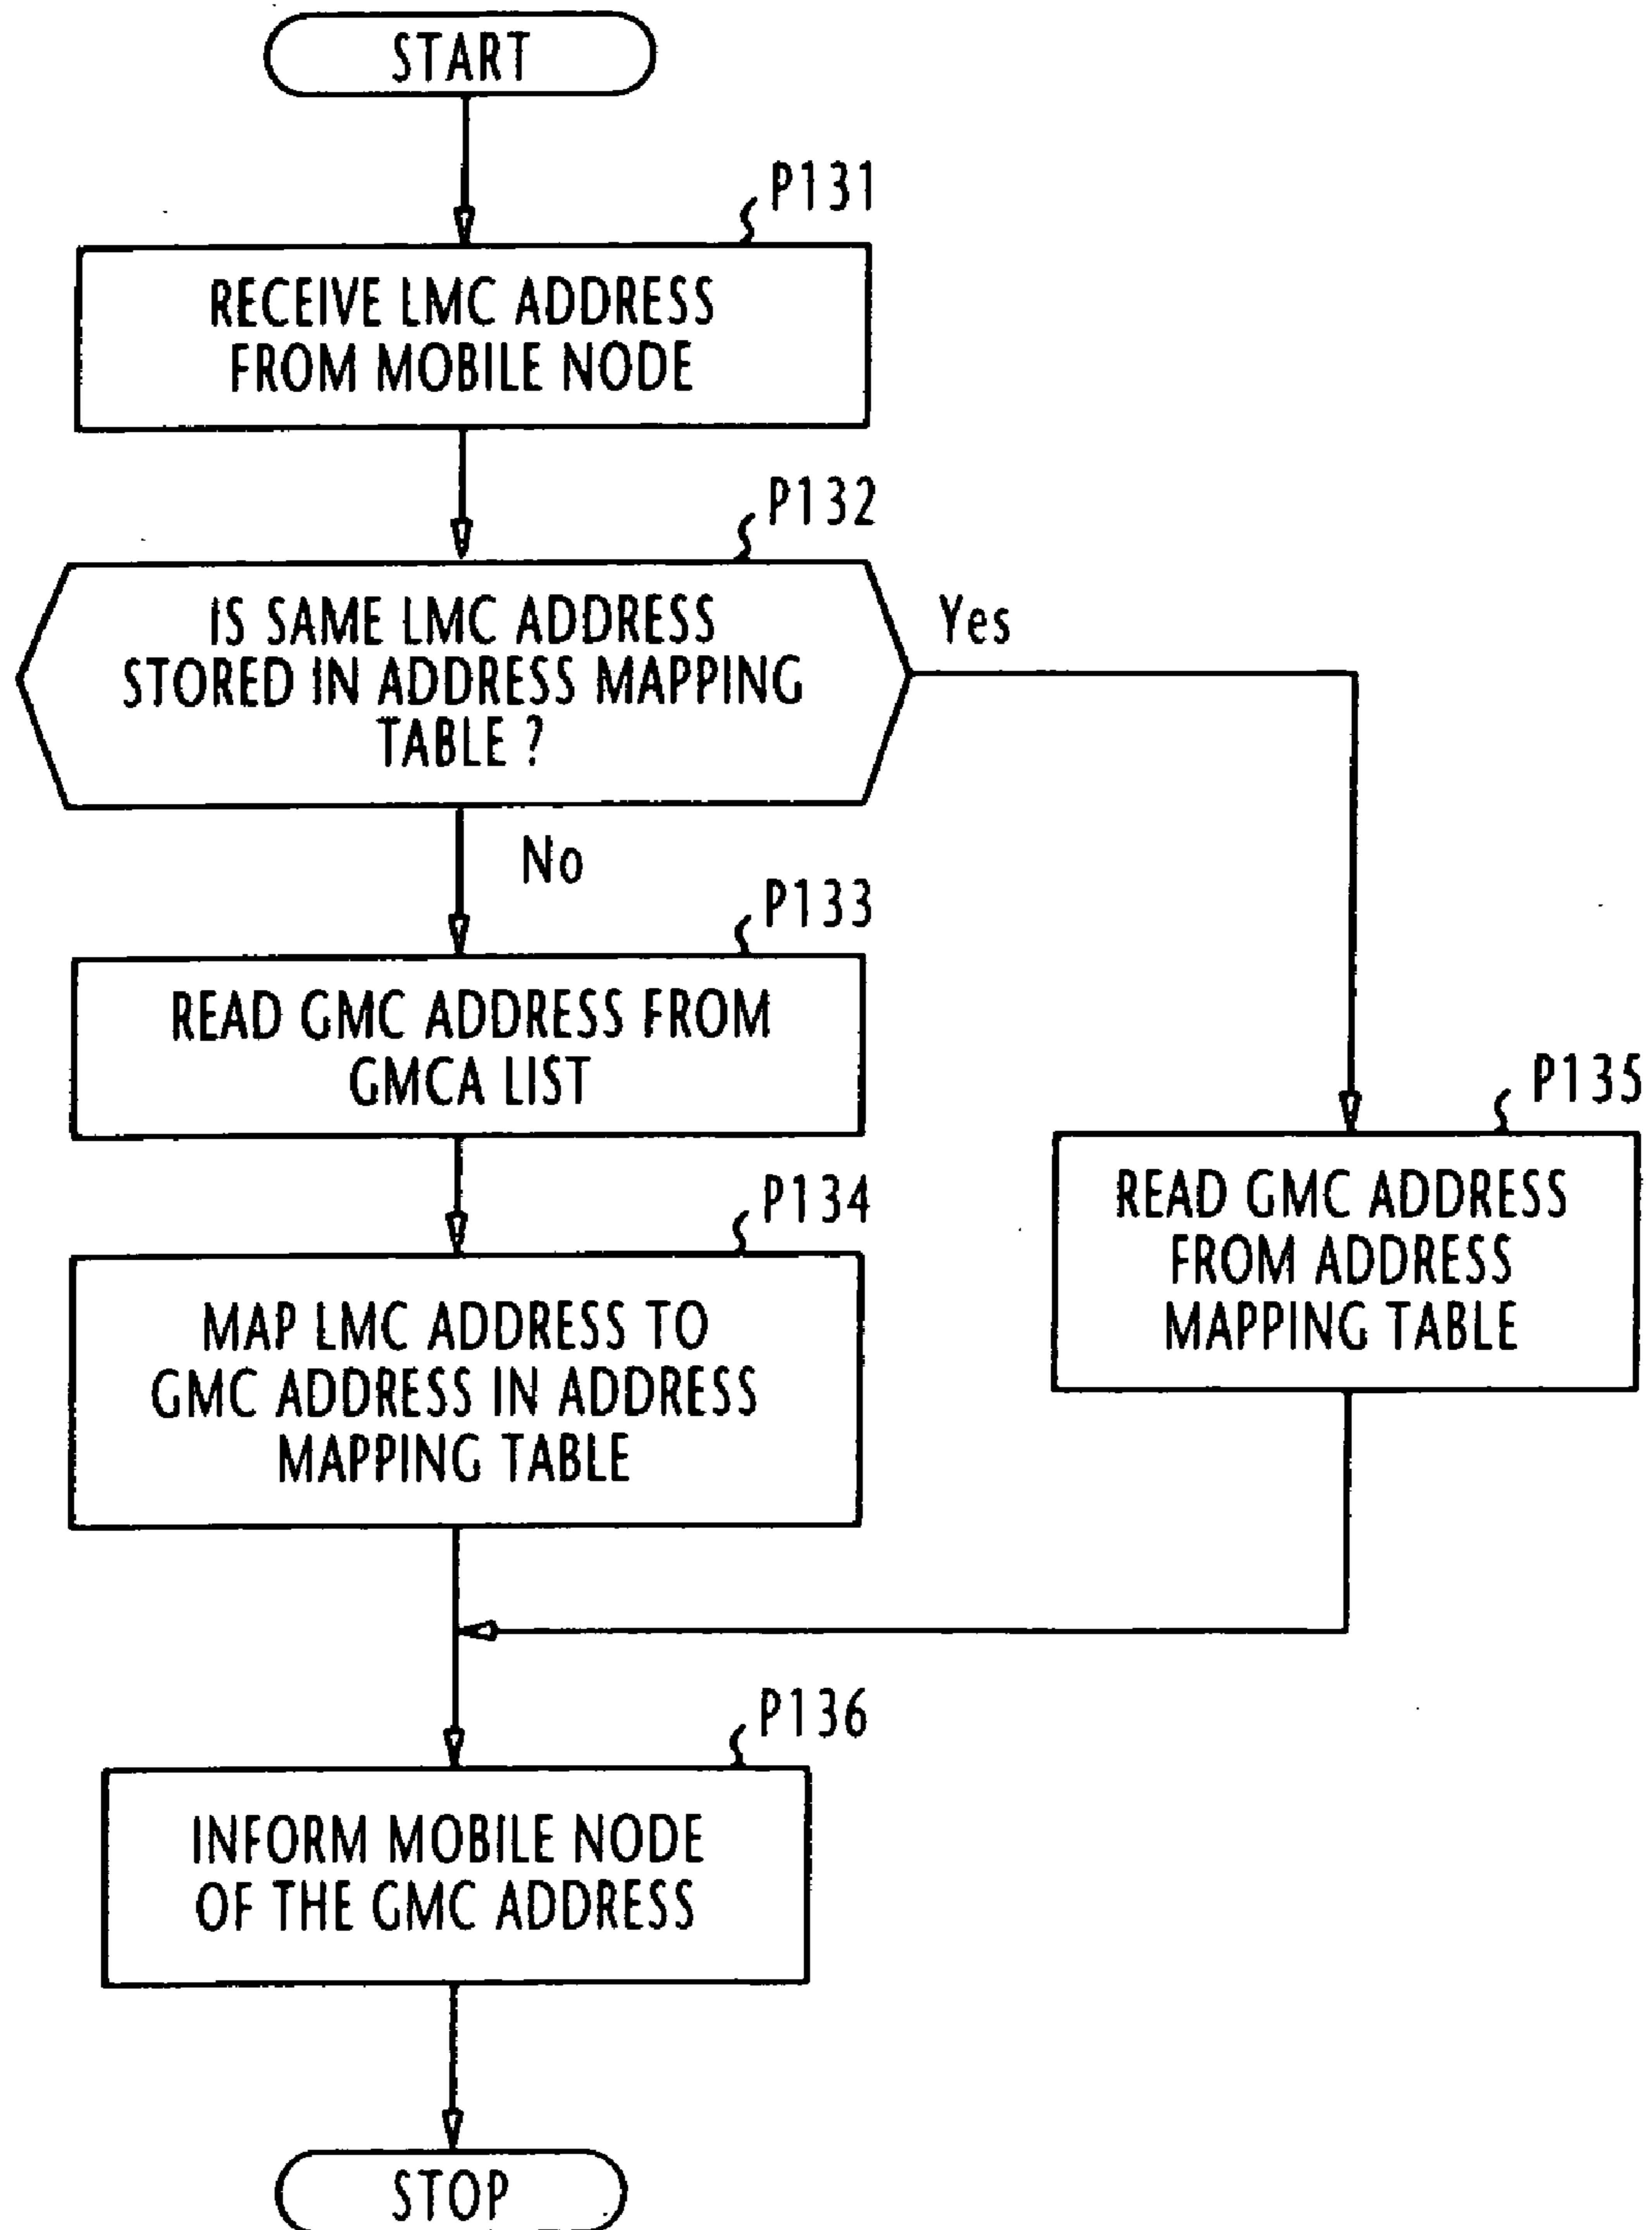 START
P131
RECEIVE LMC ADDRESS
FROM MOBILE NODE
P132
IS SAME LMC ADDRESS
STORED IN ADDRESS MAPPING
TABLE ?
Yes
No
P133
READ GMC ADDRESS FROM
GMCA LIST
P134
MAP LMC ADDRESS TO
GMC ADDRESS IN ADDRESS
MAPPING TABLE
P135
READ GMC ADDRESS
FROM ADDRESS
MAPPING TABLE
P136
INFORM MOBILE NODE
OF THE GMC ADDRESS
STOP